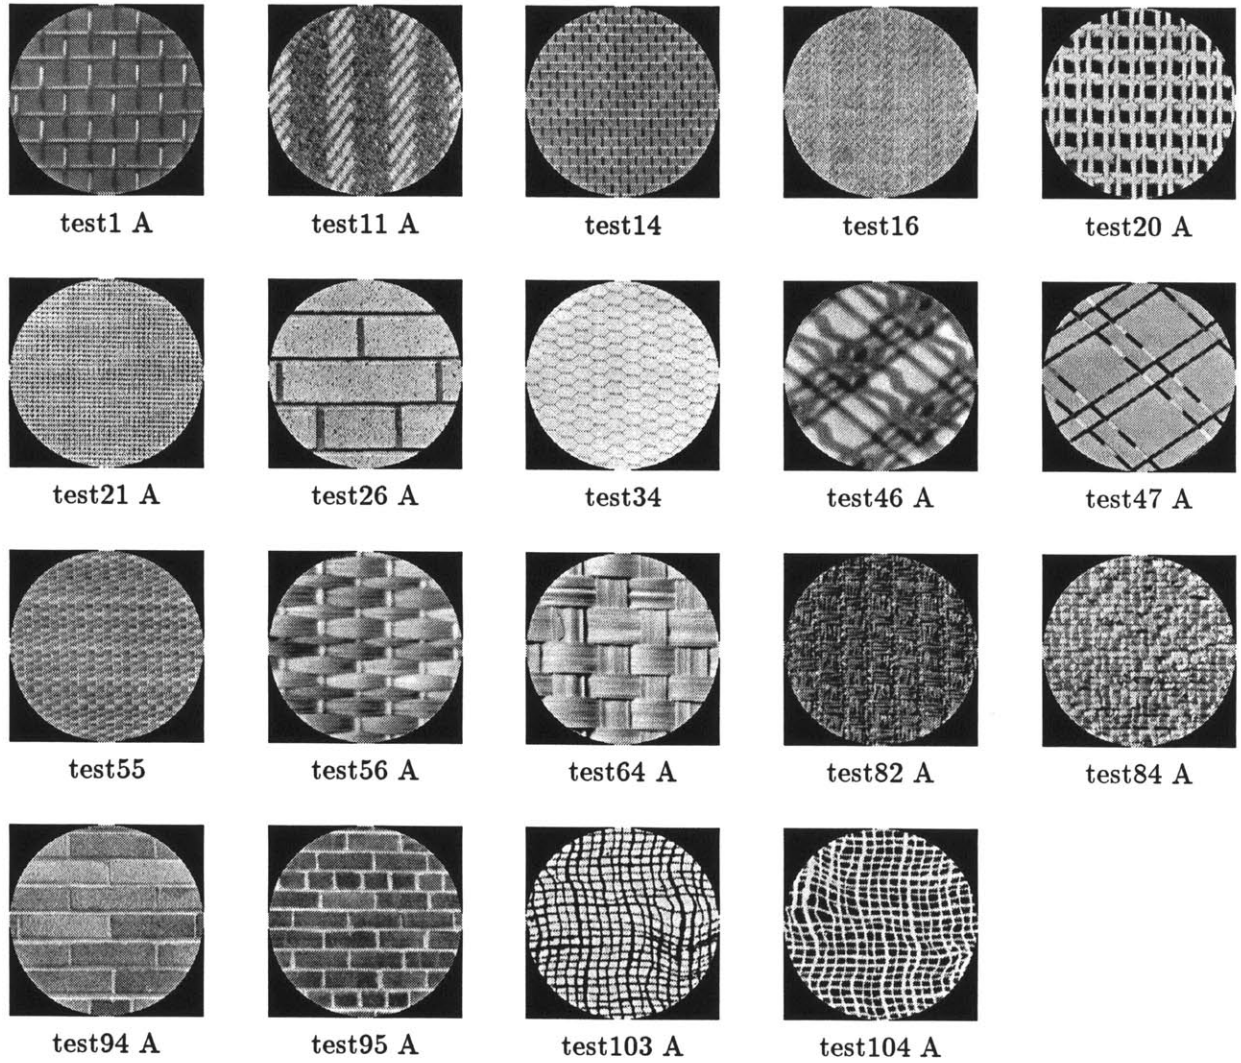 test1 A
test11 A
test14
test16
test20 A
test21 A
test26 A
test34
test46 A
test47 A
test55
test56 A
test64 A
test82 A
test84 A
test94 A
test95 A
test103 A
test104 A